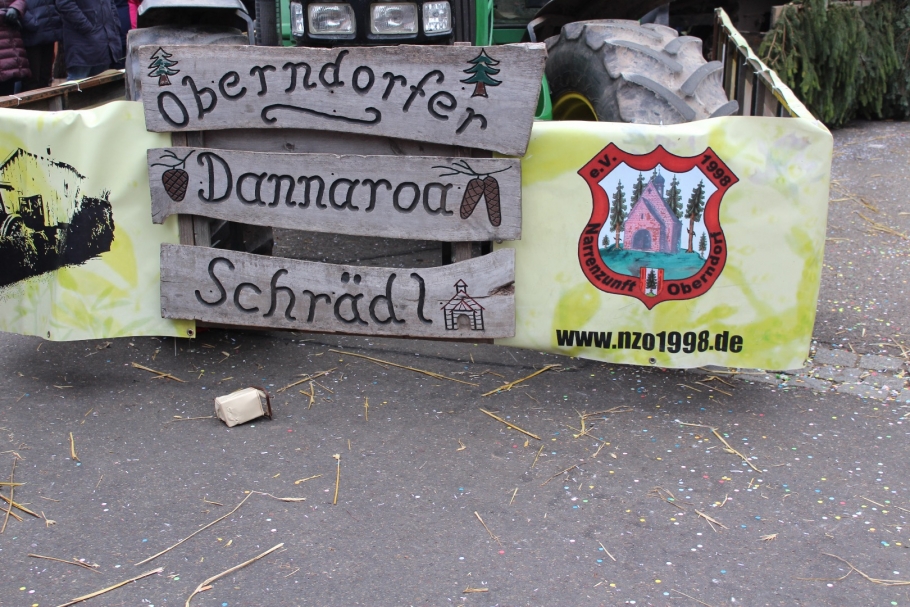 Oberndorfer
Dannaroa
Schrädl
e.V. 1998
Narrenzunft Oberndorf
www.nzo1998.de